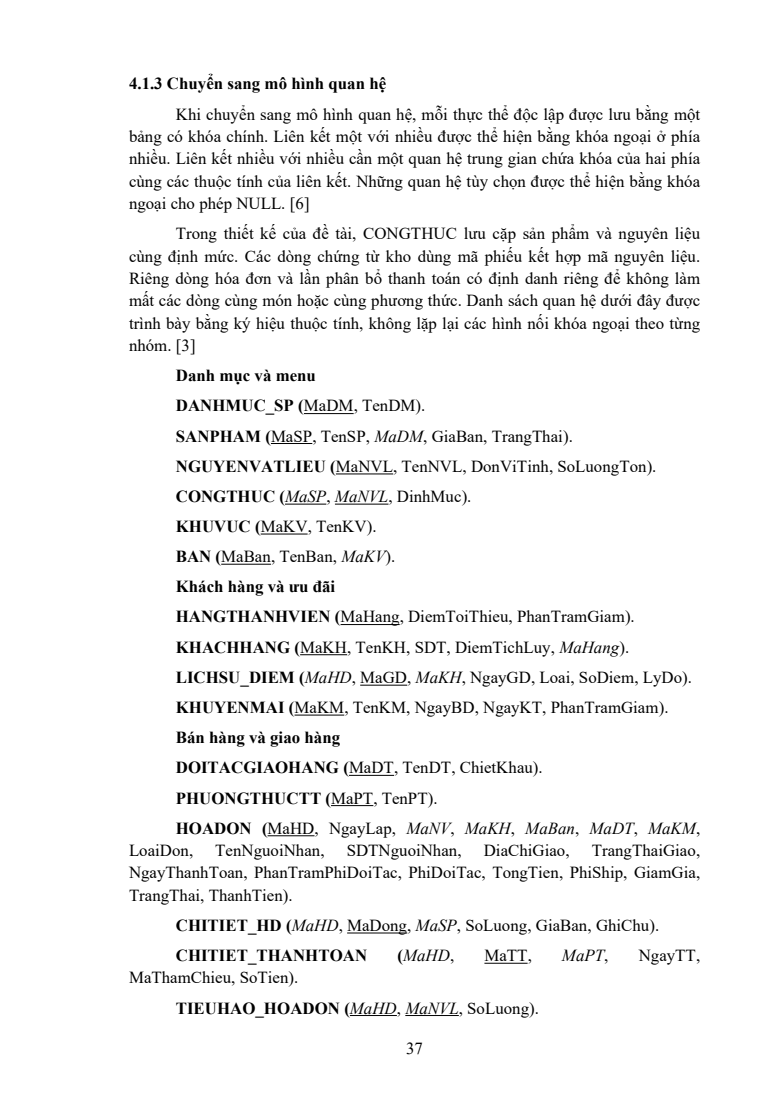 4.1.3 Chuyển sang mô hình quan hệ
Khi chuyển sang mô hình quan hệ, mỗi thực thể độc lập được lưu bằng một
bảng có khóa chính. Liên kết một với nhiều được thể hiện bằng khóa ngoại ở phía
nhiều. Liên kết nhiều với nhiều cần một quan hệ trung gian chứa khóa của hai phía
cùng các thuộc tính của liên kết. Những quan hệ tùy chọn được thể hiện bằng khóa
ngoại cho phép NULL. [6]
Trong thiết kế của đề tài, CONGTHUC lưu cặp sản phẩm và nguyên liệu
cùng định mức. Các dòng chứng từ kho dùng mã phiếu kết hợp mã nguyên liệu.
Riêng dòng hóa đơn và lần phân bổ thanh toán có định danh riêng để không làm
mất các dòng cùng món hoặc cùng phương thức. Danh sách quan hệ dưới đây được
trình bày bằng ký hiệu thuộc tính, không lặp lại các hình nối khóa ngoại theo từng
nhóm. [3]
Danh mục và menu
DANHMUC_SP (MaDM, TenDM).
SANPHAM (MaSP, TenSP, MaDM, GiaBan, TrangThai).
NGUYENVATLIEU (MaNVL, TenNVL, DonViTinh, SoLuongTon).
CONGTHUC (MaSP, MaNVL, DinhMuc).
KHUVUC (MaKV, TenKV).
BAN (MaBan, TenBan, MaKV).
Khách hàng và ưu đãi
HANGTHANHVIEN (MaHang, DiemToiThieu, PhanTramGiam).
KHACHHANG (MaKH, TenKH, SDT, DiemTichLuy, MaHang).
LICHSU_DIEM (MaHD, MaGD, MaKH, NgayGD, Loai, SoDiem, LyDo).
KHUYENMAI (MaKM, TenKM, NgayBD, NgayKT, PhanTramGiam).
Bán hàng và giao hàng
DOITACGIAOHANG (MaDT, TenDT, ChietKhau).
PHUONGTHUCTT (MaPT, TenPT).
HOADON (MaHD, NgayLap, MaNV, MaKH, MaBan, MaDT, MaKM,
LoaiDon, TenNguoiNhan, SDTNguoiNhan, DiaChiGiao, TrangThaiGiao,
NgayThanhToan, PhanTramPhiDoiTac, PhiDoiTac, TongTien, PhiShip, GiamGia,
TrangThai, ThanhTien).
CHITIET_HD (MaHD, MaDong, MaSP, SoLuong, GiaBan, GhiChu).
CHITIET_THANHTOAN (MaHD, MaTT, MaPT, NgayTT,
MaThamChieu, SoTien).
TIEUHAO_HOADON (MaHD, MaNVL, SoLuong).
37